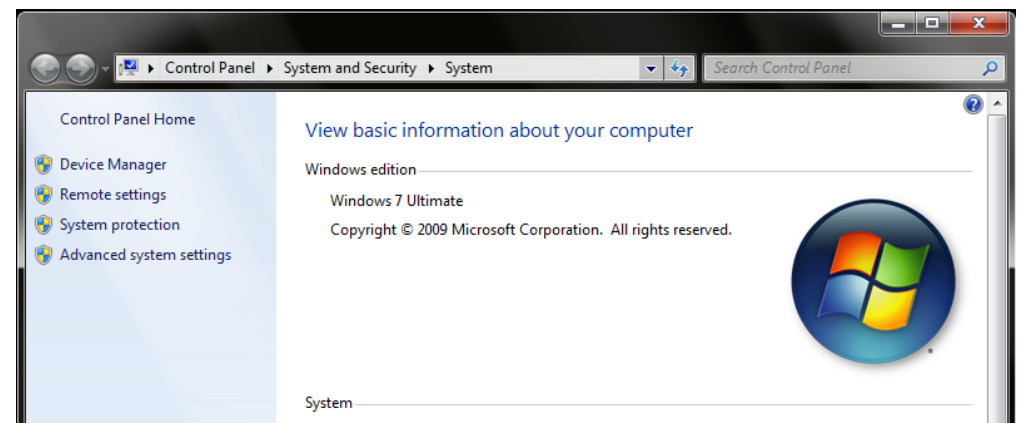 Control Panel ▸ System and Security ▸ System
Search Control Panel
Control Panel Home
Device Manager
Remote settings
System protection
Advanced system settings
View basic information about your computer
Windows edition
Windows 7 Ultimate
Copyright © 2009 Microsoft Corporation. All rights reserved.
System